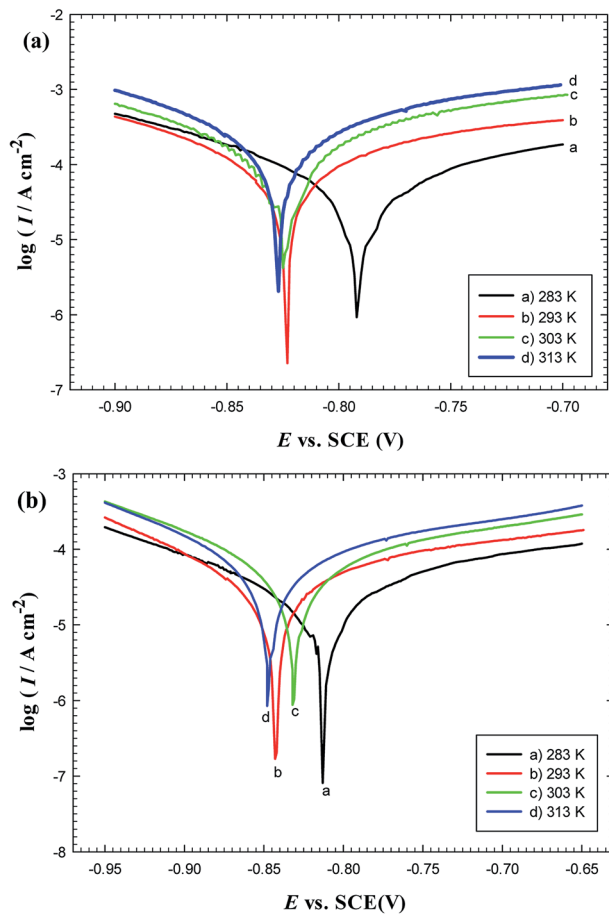 (a)
-2
-3
-4
-5
-6
-7
log ( I / A cm-2)
d
c
b
a
a) 283 K
b) 293 K
c) 303 K
d) 313 K
-0.90 -0.85 -0.80 -0.75 -0.70
E vs. SCE (V)
(b)
-3
-4
-5
-6
-7
-8
log ( I / A cm-2)
d
c
b
a
a) 283 K
b) 293 K
c) 303 K
d) 313 K
-0.95 -0.90 -0.85 -0.80 -0.75 -0.70 -0.65
E vs. SCE(V)